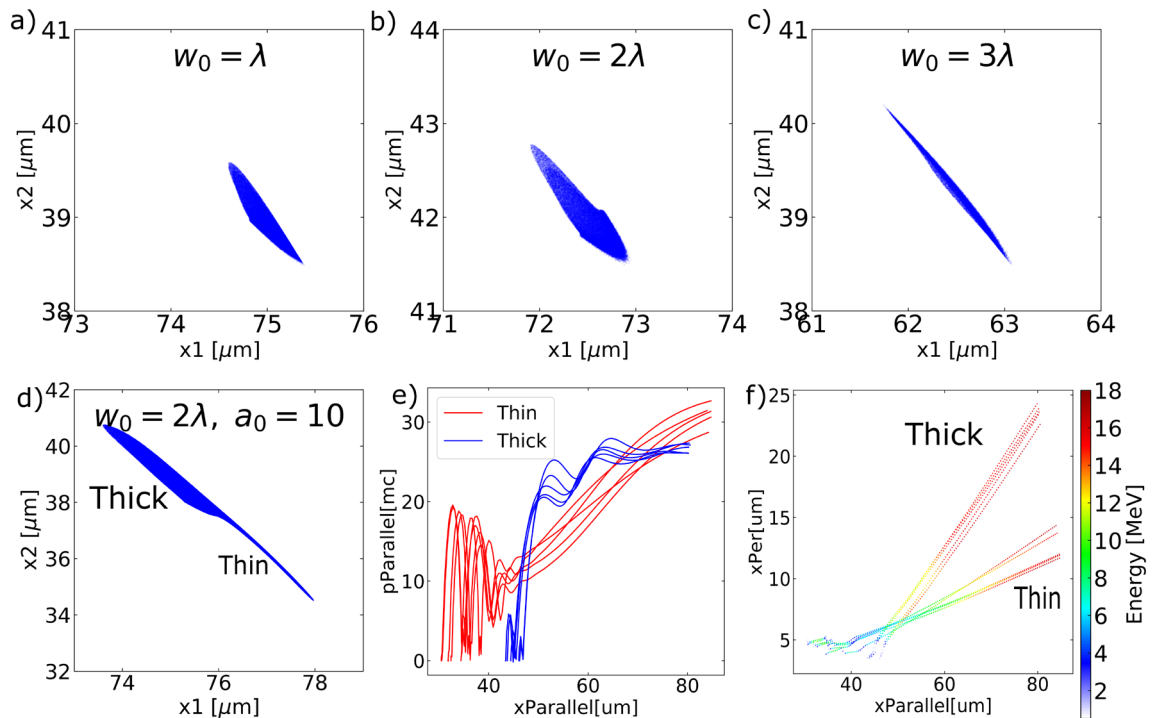 a)
w₀ = λ
41
40
39
38
x2 [μm]
73
74
75
76
x1 [μm]
b)
w₀ = 2λ
44
43
42
41
x2 [μm]
71
72
73
74
x1 [μm]
c)
w₀ = 3λ
41
40
39
38
x2 [μm]
61
62
63
64
x1 [μm]
d)
w₀ = 2λ, a₀ = 10
Thick
Thin
42
40
38
36
34
32
x2 [μm]
74
76
78
x1 [μm]
e)
Thin
Thick
30
20
10
0
pParallel[mc]
40
60
80
xParallel[um]
f)
Thick
Thin
25
20
15
10
5
xPer[um]
40
60
80
xParallel[um]
18
16
14
12
10
8
6
4
2
Energy [MeV]